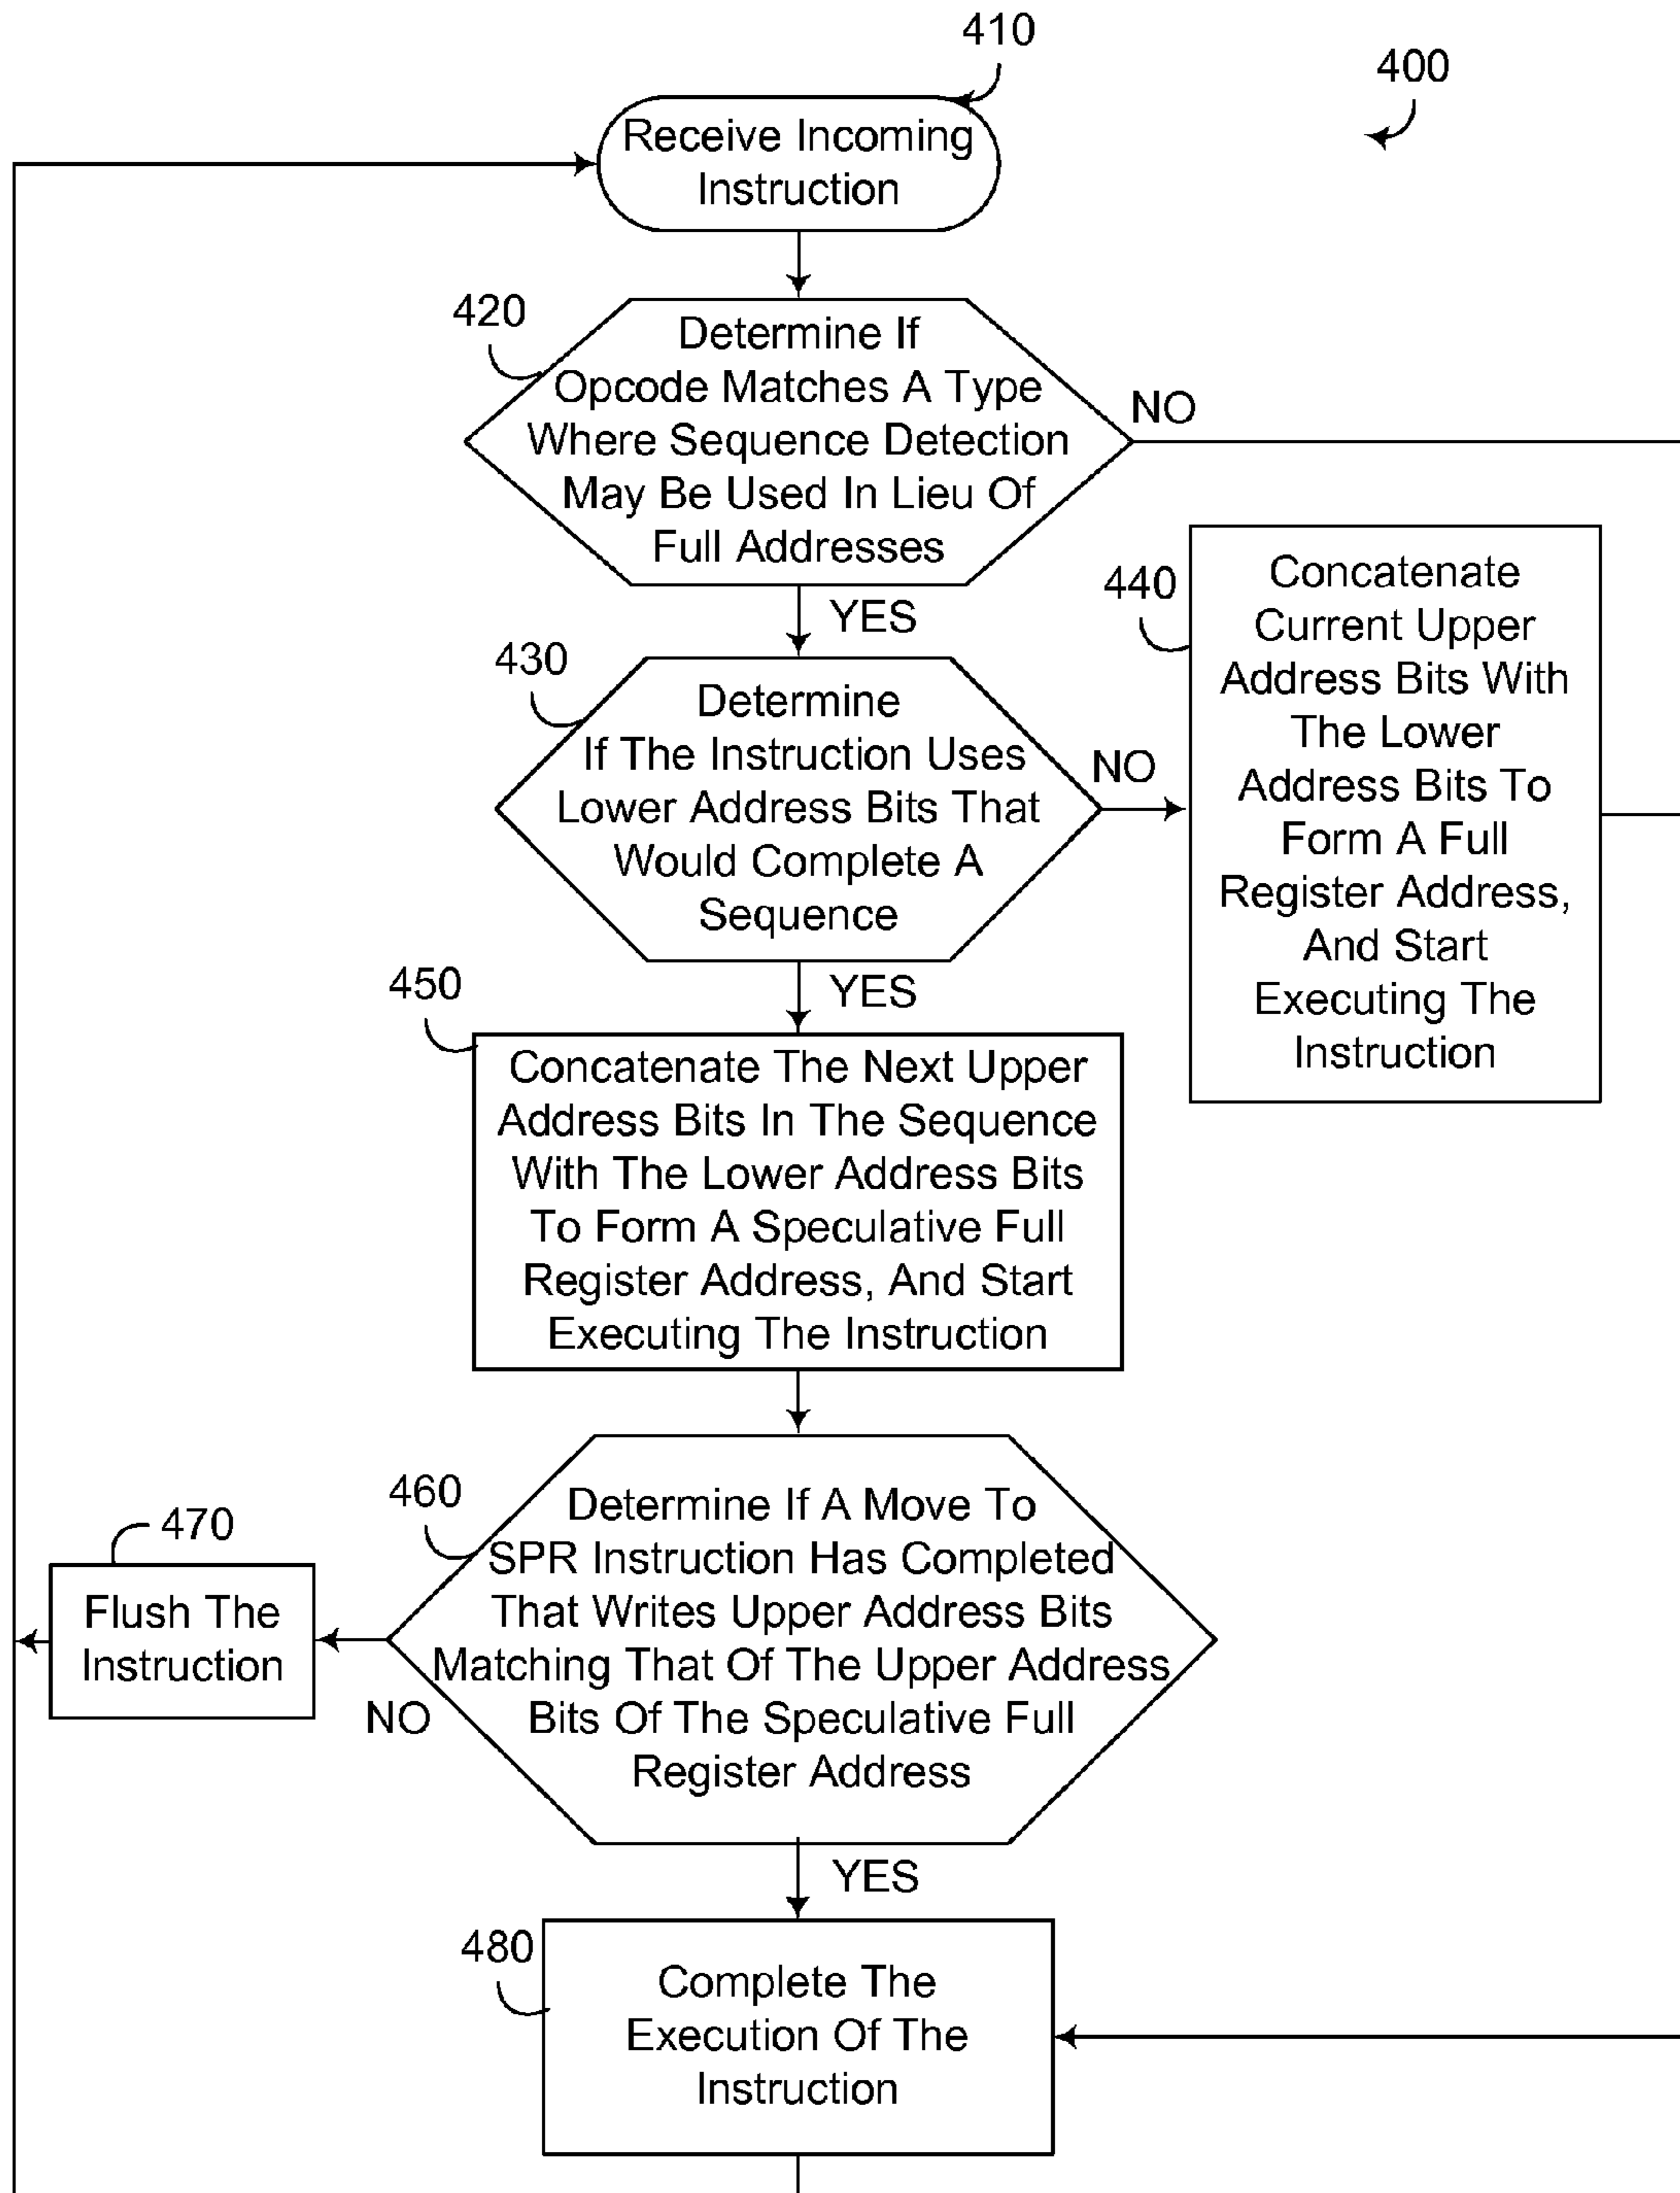 410
400
Receive Incoming
Instruction
420
Determine If
Opcode Matches A Type
Where Sequence Detection
May Be Used In Lieu Of
Full Addresses
NO
YES
430
Determine
If The Instruction Uses
Lower Address Bits That
Would Complete A
Sequence
NO
440
Concatenate
Current Upper
Address Bits With
The Lower
Address Bits To
Form A Full
Register Address,
And Start
Executing The
Instruction
YES
450
Concatenate The Next Upper
Address Bits In The Sequence
With The Lower Address Bits
To Form A Speculative Full
Register Address, And Start
Executing The Instruction
460
Determine If A Move To
SPR Instruction Has Completed
That Writes Upper Address Bits
Matching That Of The Upper Address
Bits Of The Speculative Full
Register Address
470
Flush The
Instruction
NO
YES
480
Complete The
Execution Of The
Instruction